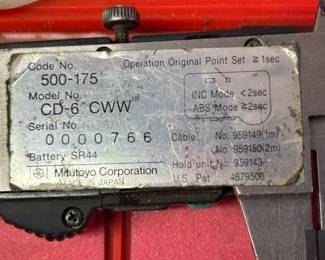 Code No.
500-175
Model No.
CD-6" CWW
Serial No.
0000766
Battery SR44
Mitutoyo Corporation
MADE IN JAPAN
Operation Original Point Set ≧1sec
INC Mode <2sec
ABS Mode ≧2sec
Cable No. 959149(1m)
No. 959150(2m)
Hold unit No. 959143
U.S. Pat 4879508